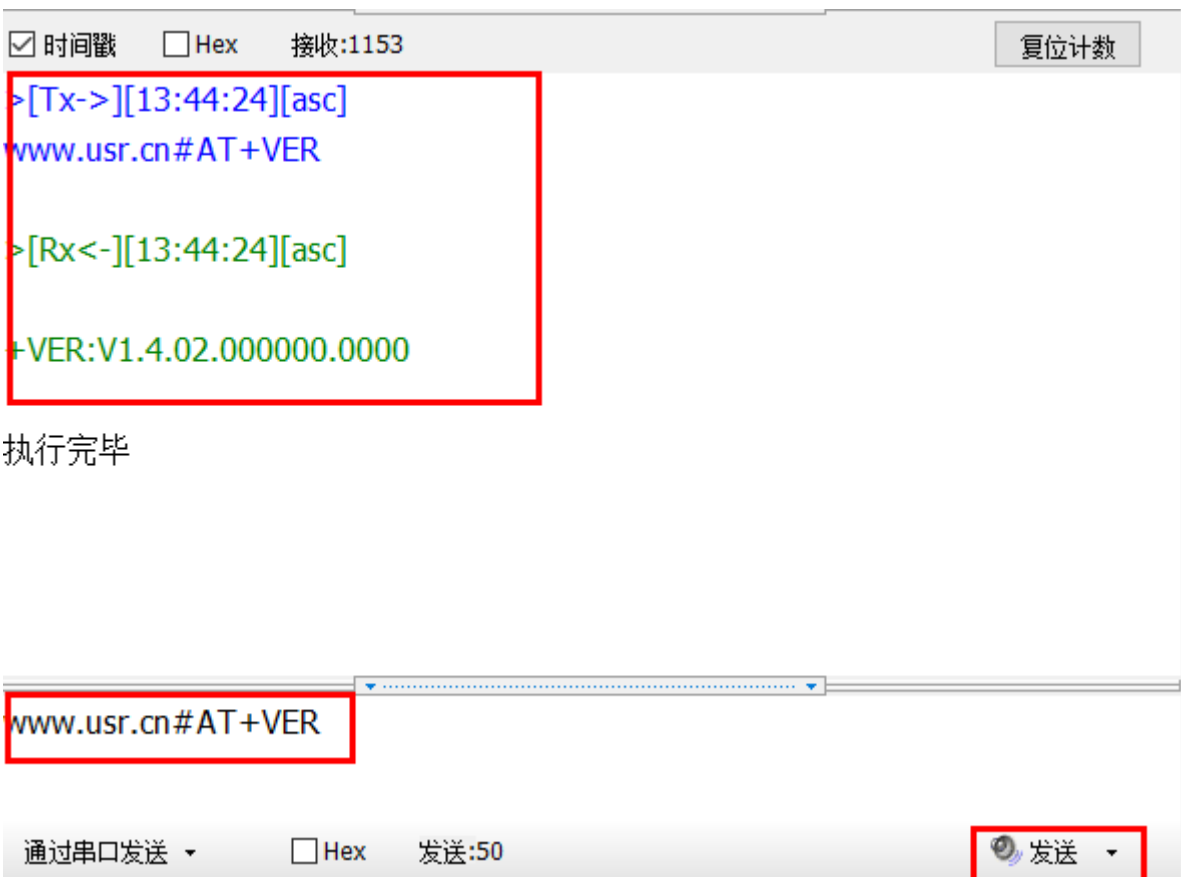 时间戳 Hex 接收:1153 复位计数
>[Tx->][13:44:24][asc]
www.usr.cn#AT+VER
>[Rx<-][13:44:24][asc]
+VER:V1.4.02.000000.0000
执行完毕
www.usr.cn#AT+VER
通过串口发送 Hex 发送:50 发送